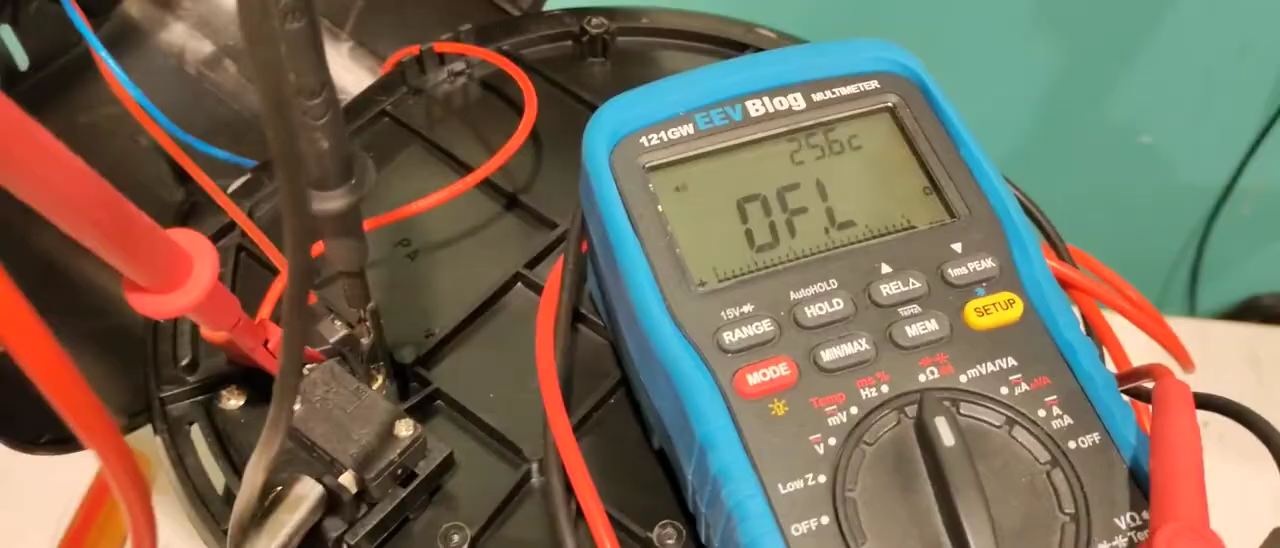 121GW EEVBlog MULTIMETER
25.6c
OFL
15V
AutoHOLD
RANGE
HOLD
RELΔ
1ms PEAK
MODE
MIN/MAX
MEM
SETUP
Low Z
V
Temp
mV
ms %
Hz
Ω
mVA/VA
µA
A
mA
OFF
OFF
VΩ